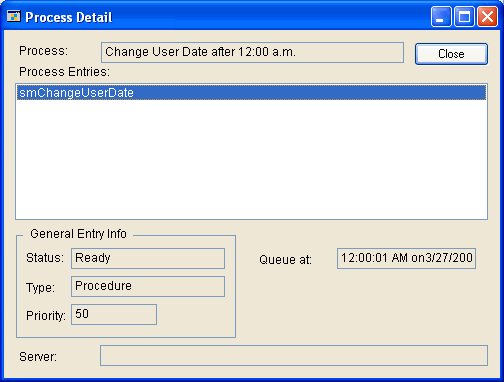 Process Detail
Process: Change User Date after 12:00 a.m. Close
Process Entries:
smChangeUserDate
General Entry Info
Status: Ready
Queue at: 12:00:01 AM on3/27/200
Type: Procedure
Priority: 50
Server: